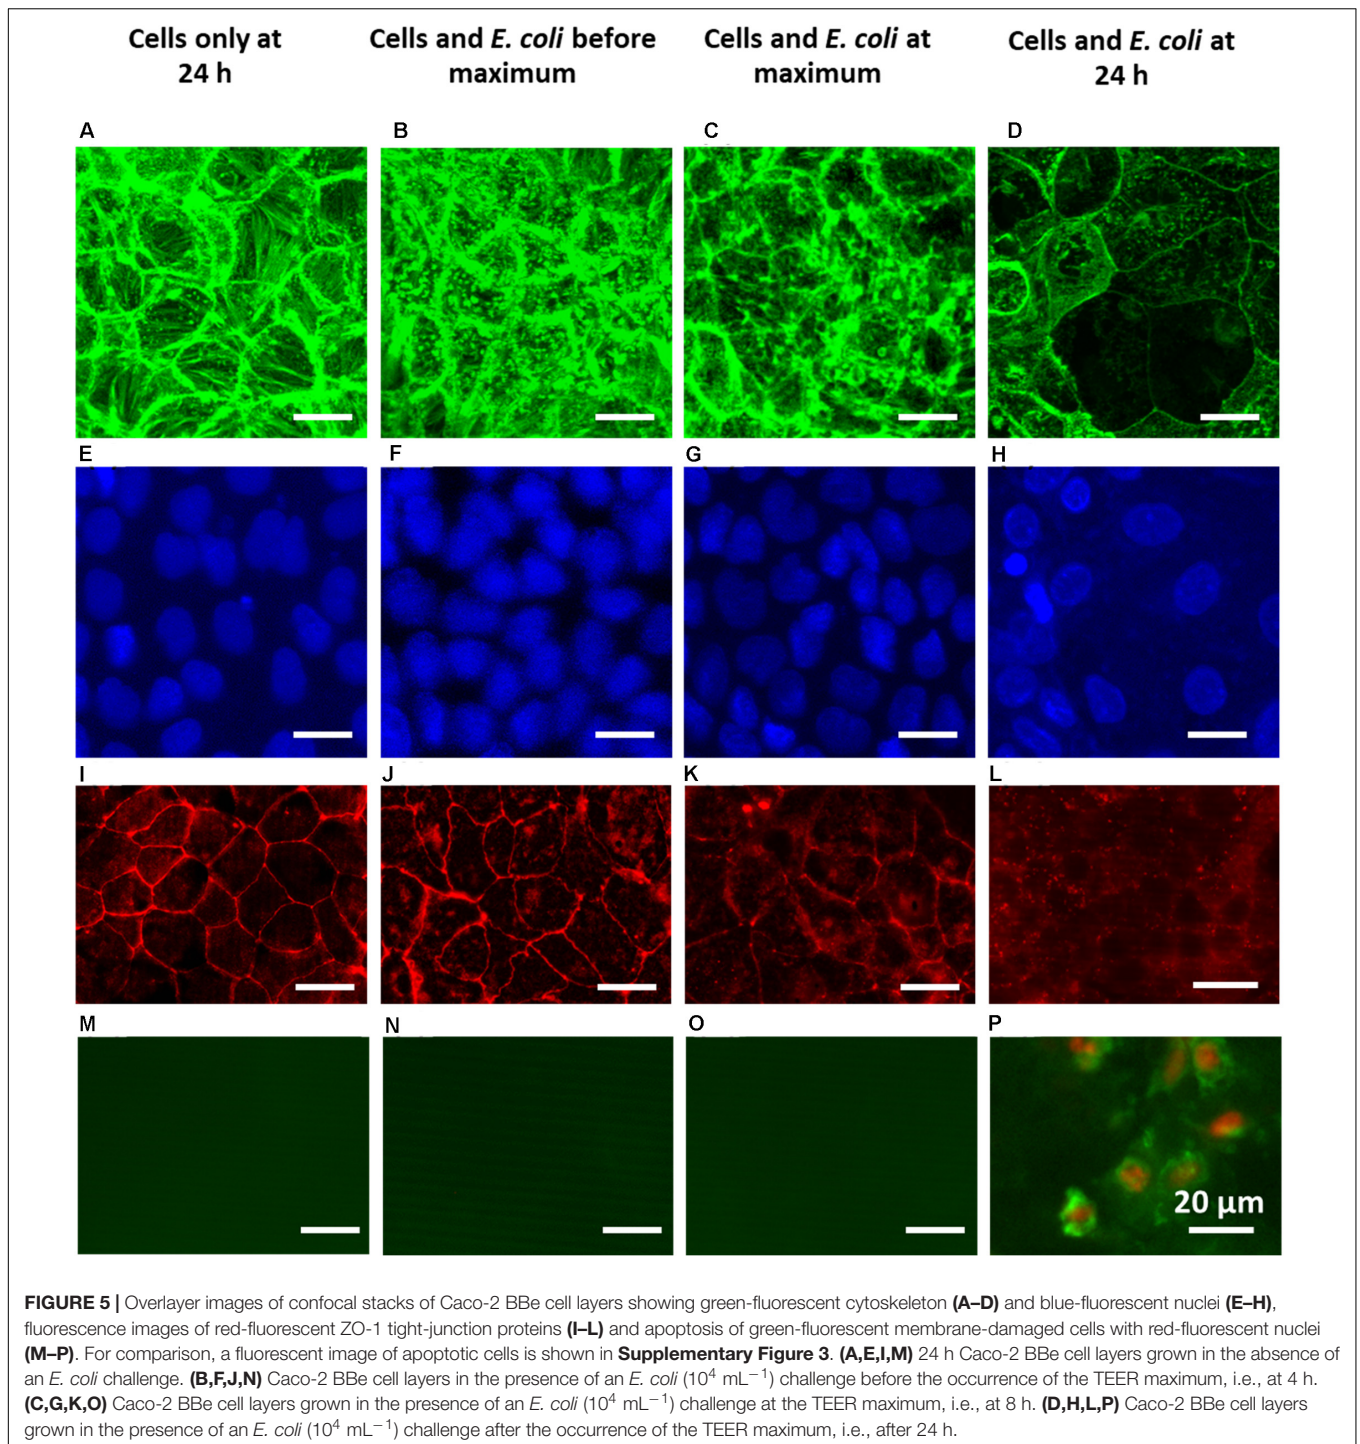 Cells only at
24 h
Cells and E. coli before
maximum
Cells and E. coli at
maximum
Cells and E. coli at
24 h
A
B
C
D
E
F
G
H
I
J
K
L
M
N
O
P
20 μm
FIGURE 5 | Overlayer images of confocal stacks of Caco-2 BBe cell layers showing green-fluorescent cytoskeleton (A–D) and blue-fluorescent nuclei (E–H),
fluorescence images of red-fluorescent ZO-1 tight-junction proteins (I–L) and apoptosis of green-fluorescent membrane-damaged cells with red-fluorescent nuclei
(M–P). For comparison, a fluorescent image of apoptotic cells is shown in Supplementary Figure 3. (A,E,I,M) 24 h Caco-2 BBe cell layers grown in the absence of
an E. coli challenge. (B,F,J,N) Caco-2 BBe cell layers in the presence of an E. coli (10⁴ mL⁻¹) challenge before the occurrence of the TEER maximum, i.e., at 4 h.
(C,G,K,O) Caco-2 BBe cell layers grown in the presence of an E. coli (10⁴ mL⁻¹) challenge at the TEER maximum, i.e., at 8 h. (D,H,L,P) Caco-2 BBe cell layers
grown in the presence of an E. coli (10⁴ mL⁻¹) challenge after the occurrence of the TEER maximum, i.e., after 24 h.